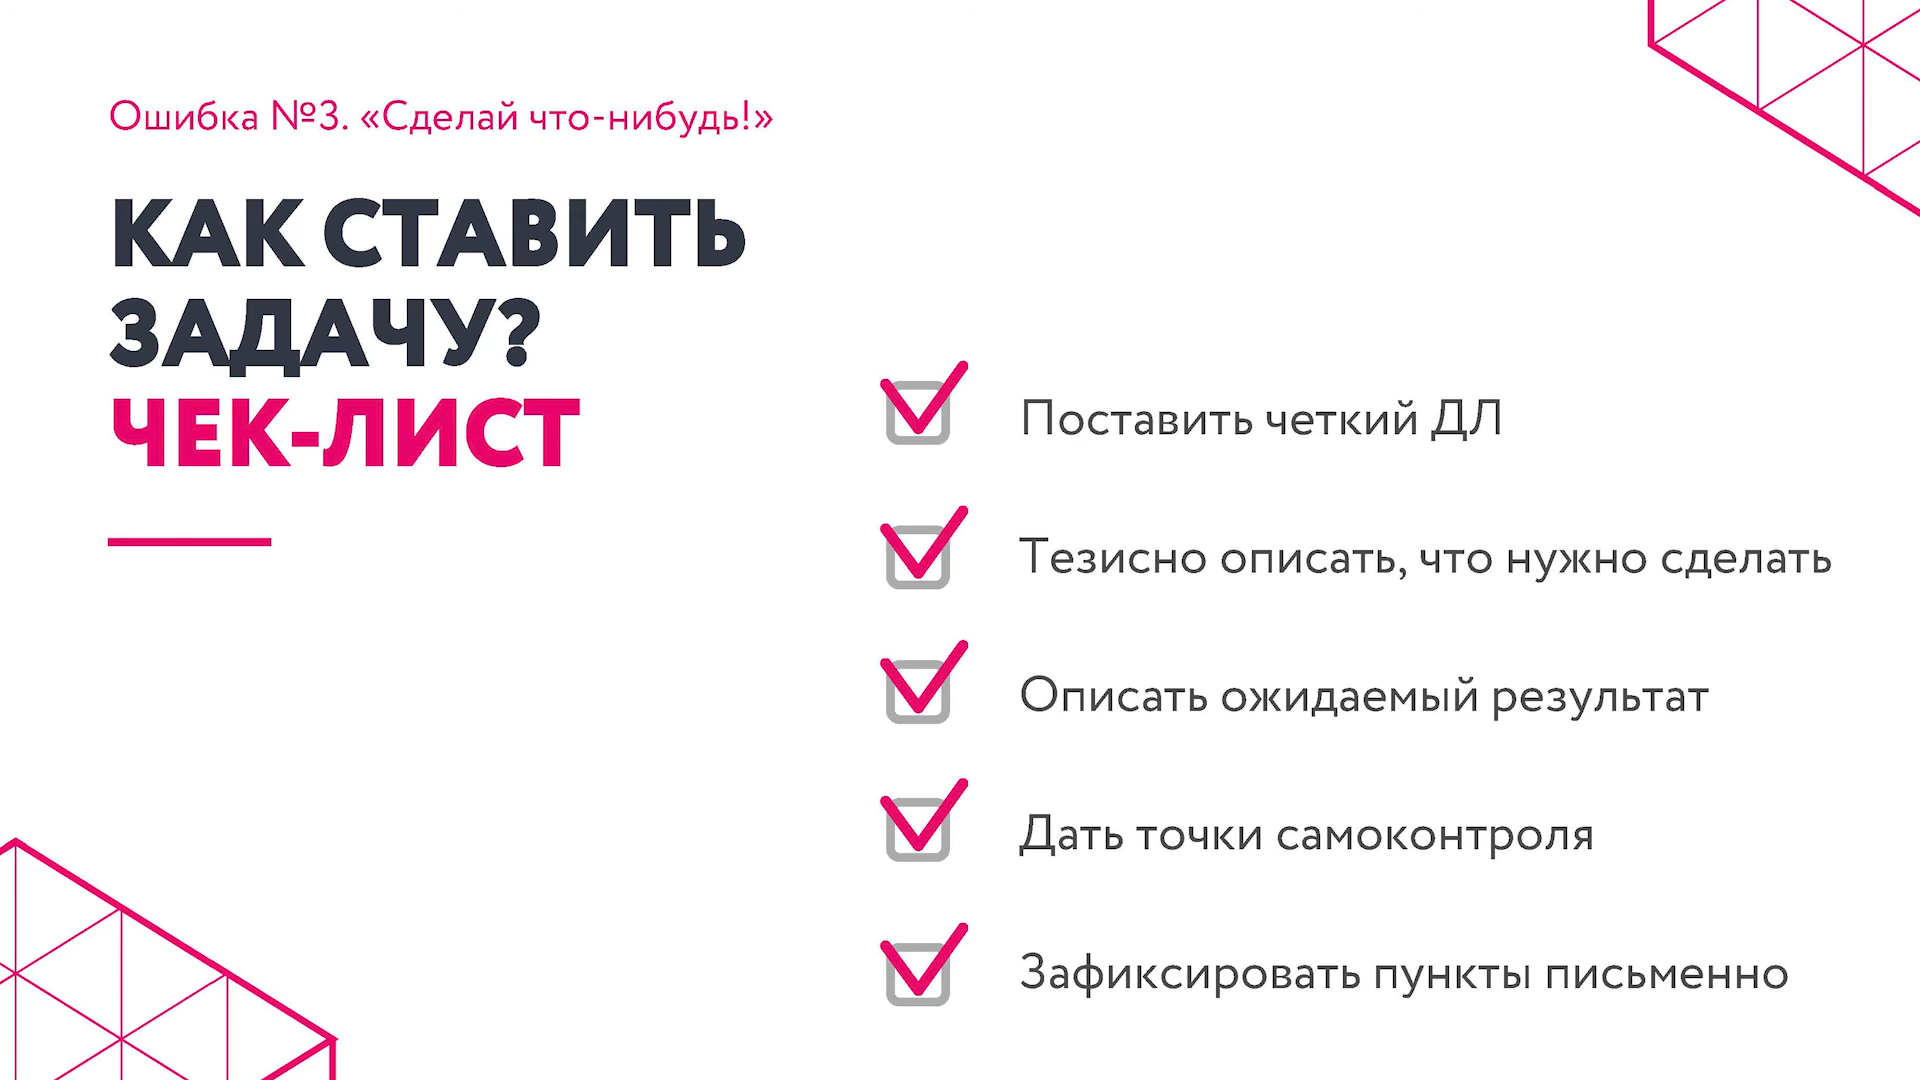 Ошибка №3. «Сделай что-нибудь!»
КАК СТАВИТЬ
ЗАДАЧУ?
ЧЕК-ЛИСТ
Поставить четкий ДЛ
Тезисно описать, что нужно сделать
Описать ожидаемый результат
Дать точки самоконтроля
Зафиксировать пункты письменно